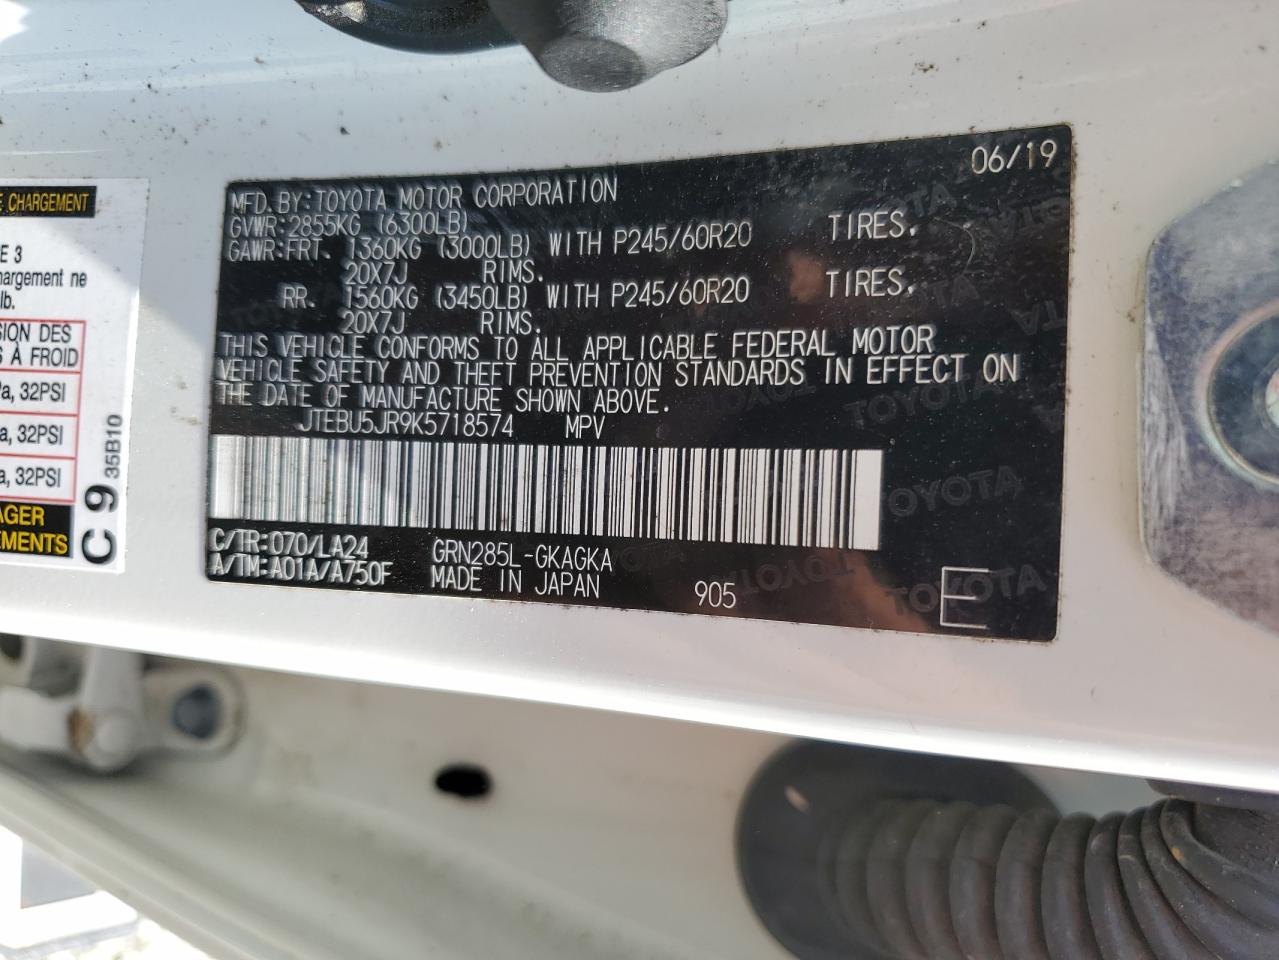 06/19
MFD. BY: TOYOTA MOTOR CORPORATION
GVWR: 2855KG (6300LB)
GAWR: FRT. 1360KG (3000LB) WITH P245/60R20 TIRES.
20X7J RIMS.
RR. 1560KG (3450LB) WITH P245/60R20 TIRES,
20X7J RIMS.
THIS VEHICLE CONFORMS TO ALL APPLICABLE FEDERAL MOTOR
VEHICLE SAFETY AND THEFT PREVENTION STANDARDS IN EFFECT ON
THE DATE OF MANUFACTURE SHOWN ABOVE.
JTEBU5JR9K5718574 MPV
C/TR: 070/LA24 GRN285L-GKAGKA
A/TM: A01A/A750F MADE IN JAPAN 905 E
TOYOTA
E CHARGEMENT
E 3
hargement ne
lb.
SION DES
S À FROID
a, 32PSI
a, 32PSI
a, 32PSI
AGER
EMENTS
C 9 35B10